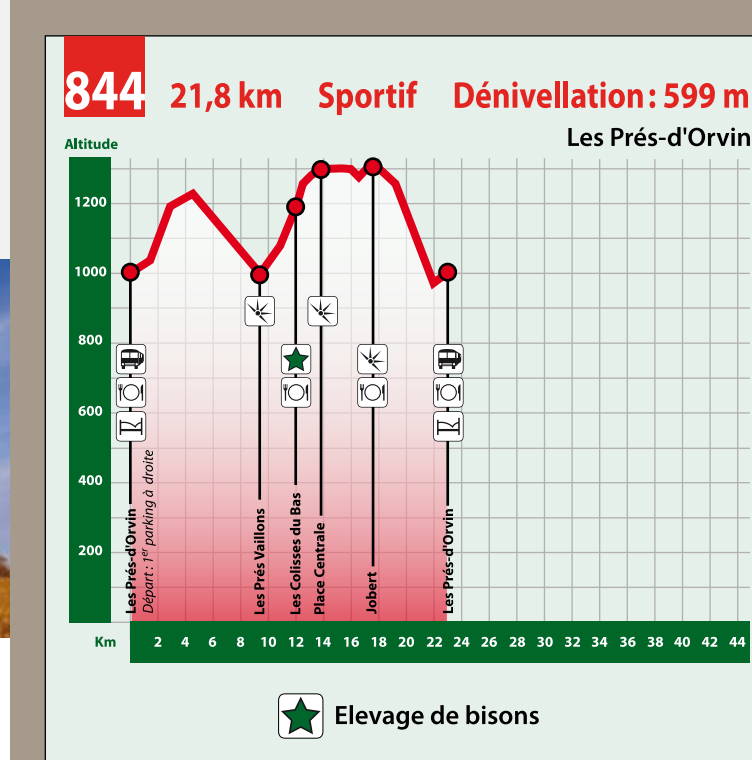 844 21,8 km Sportif Dénivellation : 599 m
Les Prés-d'Orvin
Altitude
1200
1000
800
600
400
200
Les Prés-d'Orvin
Départ : 1er parking à droite
Les Prés Vaillons
Les Colisses du Bas
Place Centrale
Jobert
Les Prés-d'Orvin
Km 2 4 6 8 10 12 14 16 18 20 22 24 26 28 30 32 34 36 38 40 42 44
Elevage de bisons